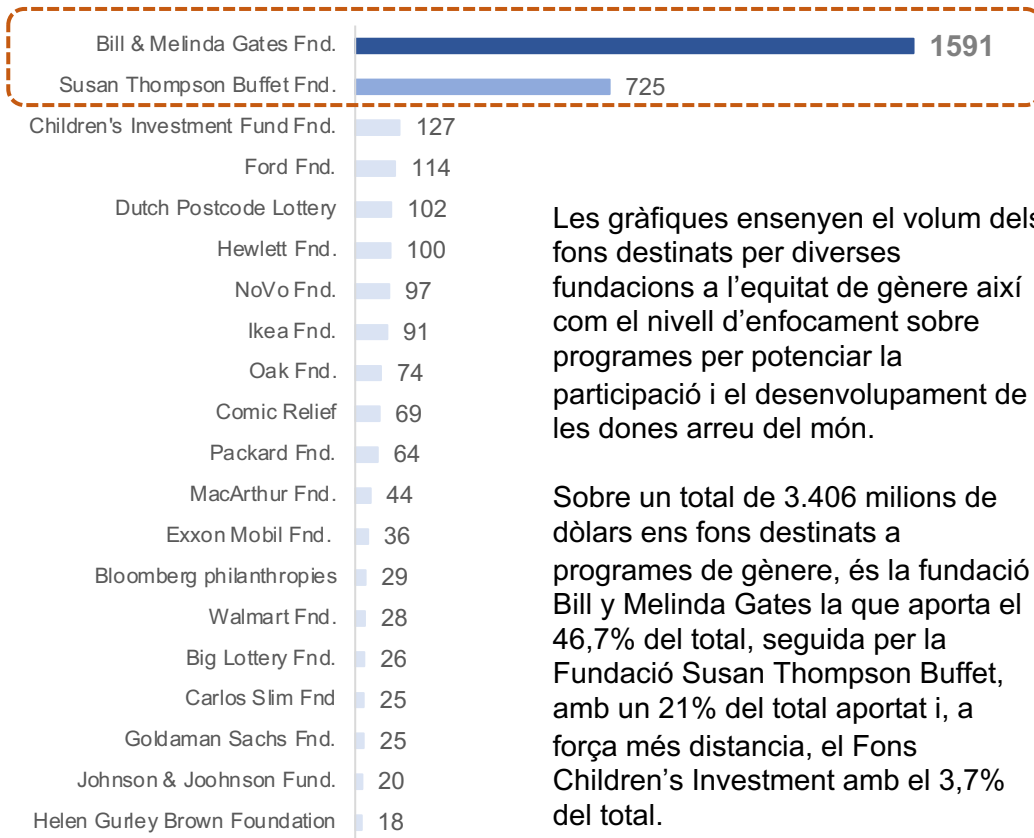 Bill & Melinda Gates Fnd. 1591
Susan Thompson Buffet Fnd. 725
Children's Investment Fund Fnd. 127
Ford Fnd. 114
Dutch Postcode Lottery 102
Hewlett Fnd. 100
NoVo Fnd. 97
Ikea Fnd. 91
Oak Fnd. 74
Comic Relief 69
Packard Fnd. 64
MacArthur Fnd. 44
Exxon Mobil Fnd. 36
Bloomberg philanthropies 29
Walmart Fnd. 28
Big Lottery Fnd. 26
Carlos Slim Fnd 25
Goldaman Sachs Fnd. 25
Johnson & Joohnson Fund. 20
Helen Gurley Brown Foundation 18
Les gràfiques ensenyen el volum dels
fons destinats per diverses
fundacions a l’equitat de gènere així
com el nivell d’enfocament sobre
programes per potenciar la
participació i el desenvolupament de
les dones arreu del món.
Sobre un total de 3.406 milions de
dòlars ens fons destinats a
programes de gènere, és la fundació
Bill y Melinda Gates la que aporta el
46,7% del total, seguida per la
Fundació Susan Thompson Buffet,
amb un 21% del total aportat i, a
força més distancia, el Fons
Children’s Investment amb el 3,7%
del total.